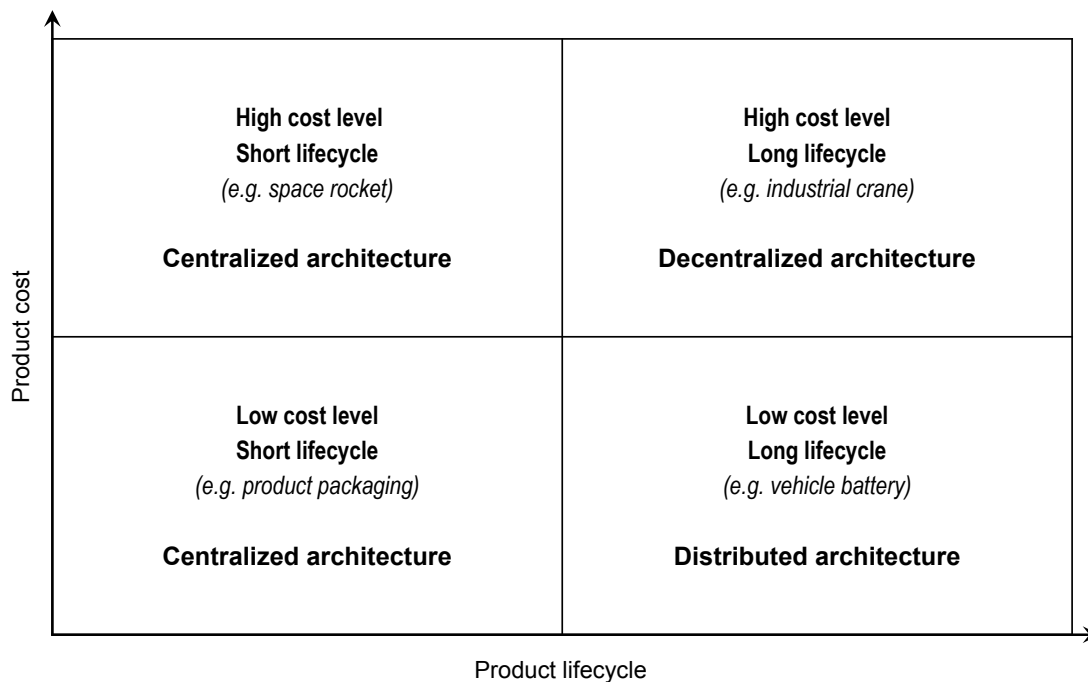 High cost level
Short lifecycle
(e.g. space rocket)
Centralized architecture
High cost level
Long lifecycle
(e.g. industrial crane)
Decentralized architecture
Product cost
Low cost level
Short lifecycle
(e.g. product packaging)
Centralized architecture
Low cost level
Long lifecycle
(e.g. vehicle battery)
Distributed architecture
Product lifecycle